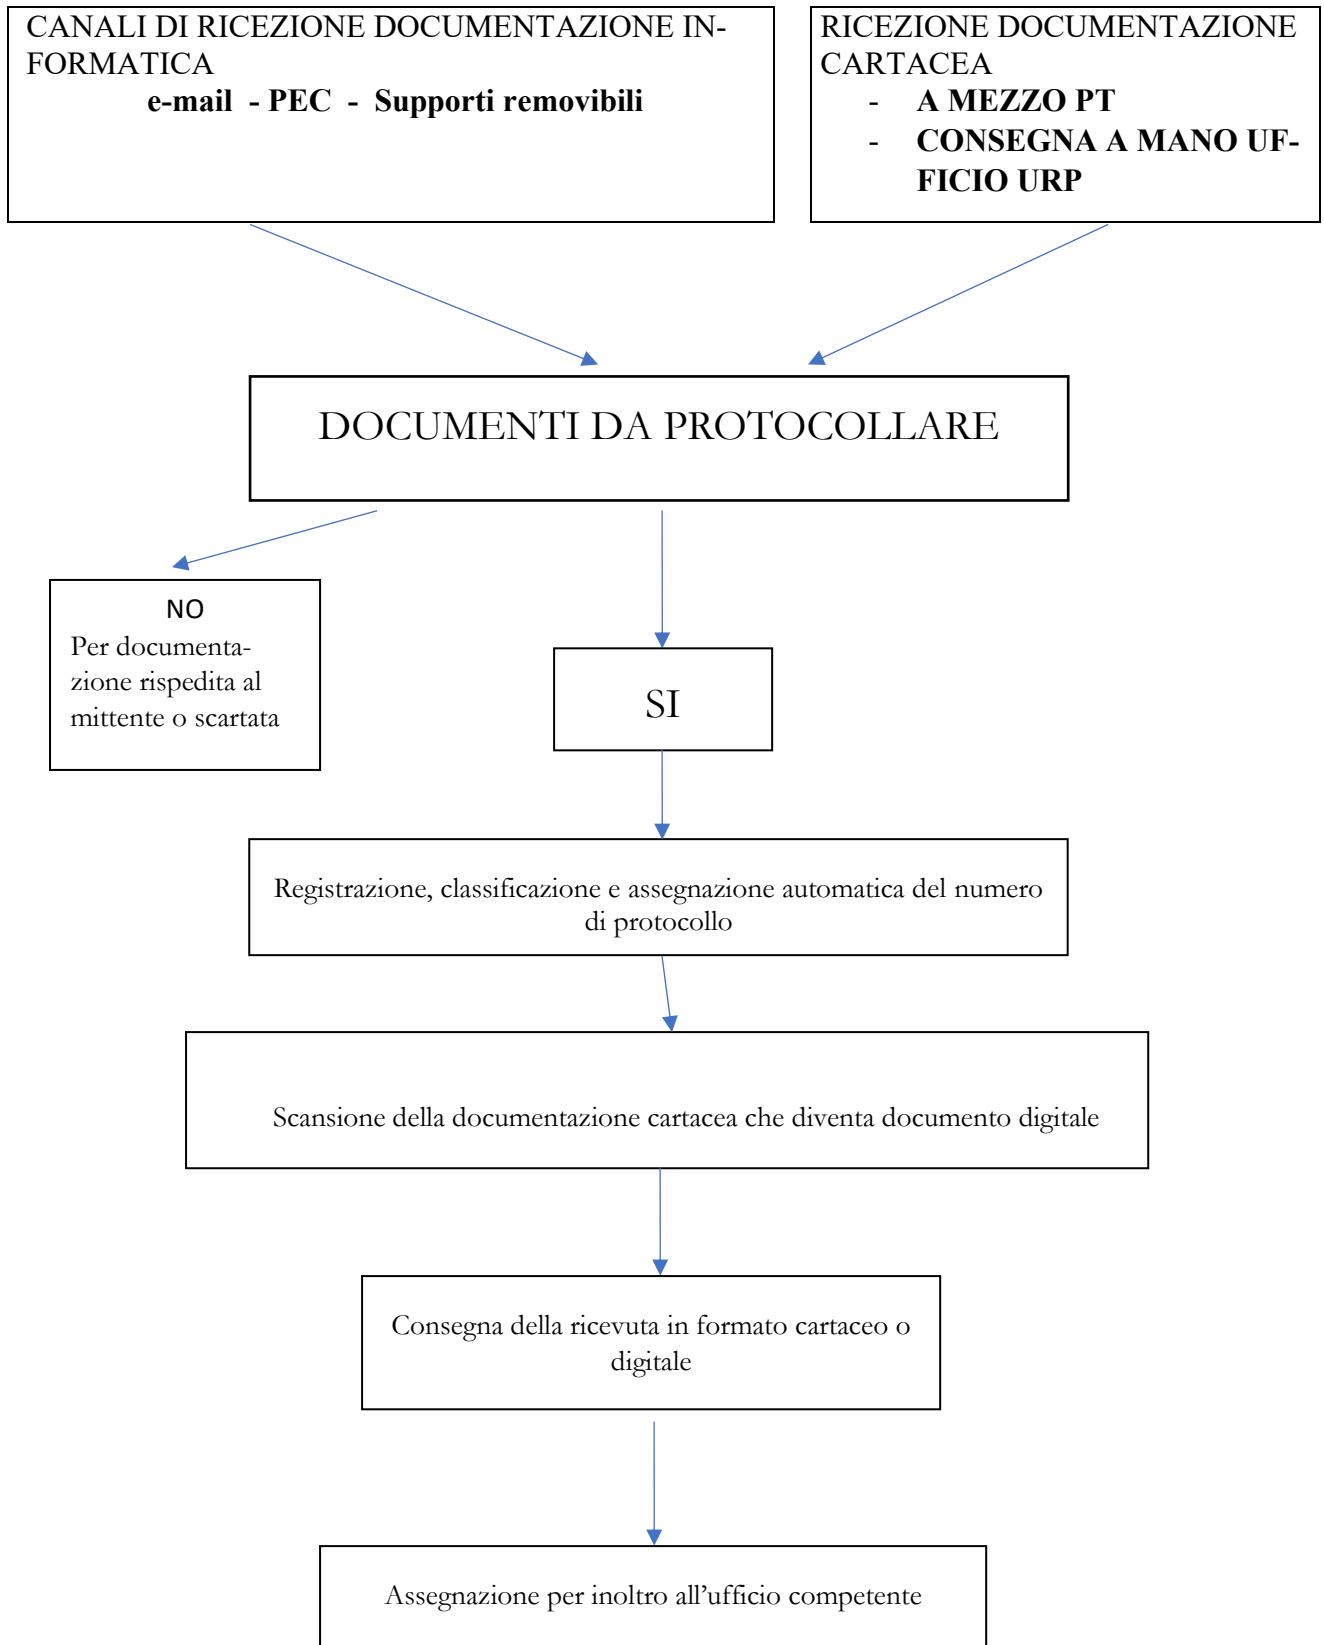 CANALI DI RICEZIONE DOCUMENTAZIONE IN-
FORMATICA
e-mail - PEC - Supporti removibili
RICEZIONE DOCUMENTAZIONE
CARTACEA
- A MEZZO PT
- CONSEGNA A MANO UF-
FICIO URP
DOCUMENTI DA PROTOCOLLARE
NO
Per documenta-
zione rispedita al
mittente o scartata
SI
Registrazione, classificazione e assegnazione automatica del numero
di protocollo
Scansione della documentazione cartacea che diventa documento digitale
Consegna della ricevuta in formato cartaceo o
digitale
Assegnazione per inoltro all’ufficio competente